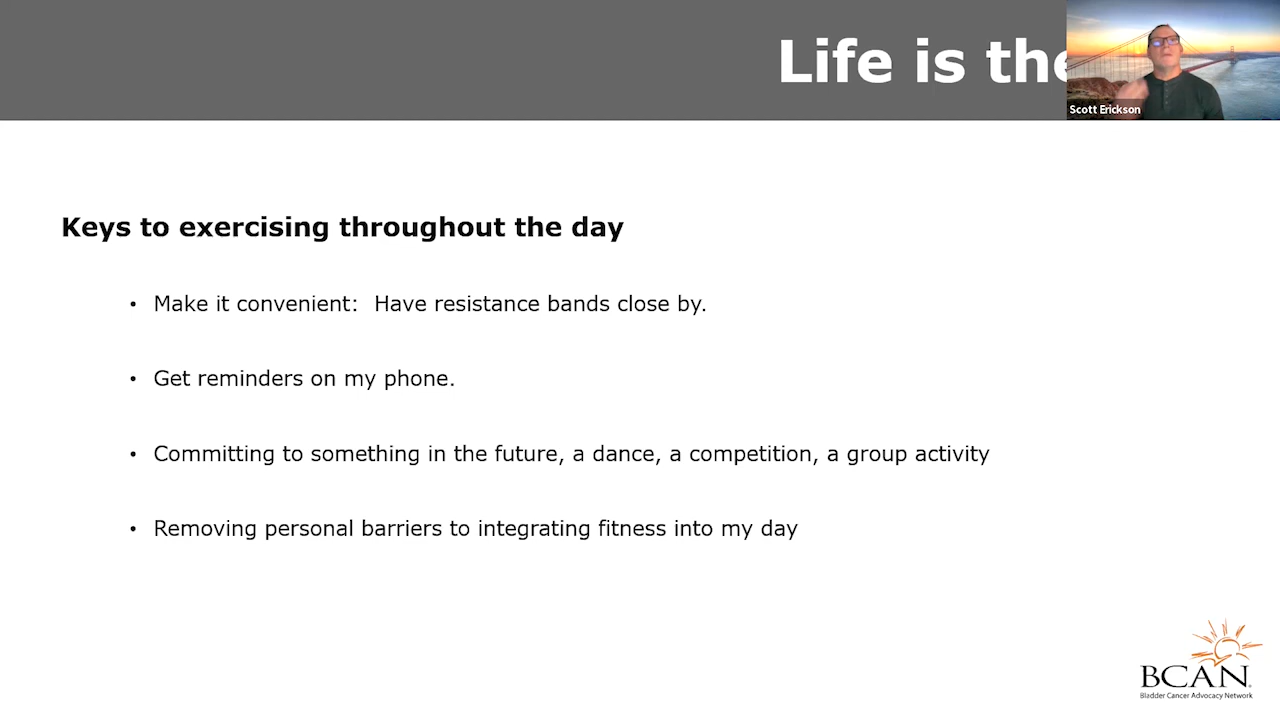 Life is the
Scott Erickson
Keys to exercising throughout the day
• Make it convenient: Have resistance bands close by.
• Get reminders on my phone.
• Committing to something in the future, a dance, a competition, a group activity
• Removing personal barriers to integrating fitness into my day
BCAN
Bladder Cancer Advocacy Network